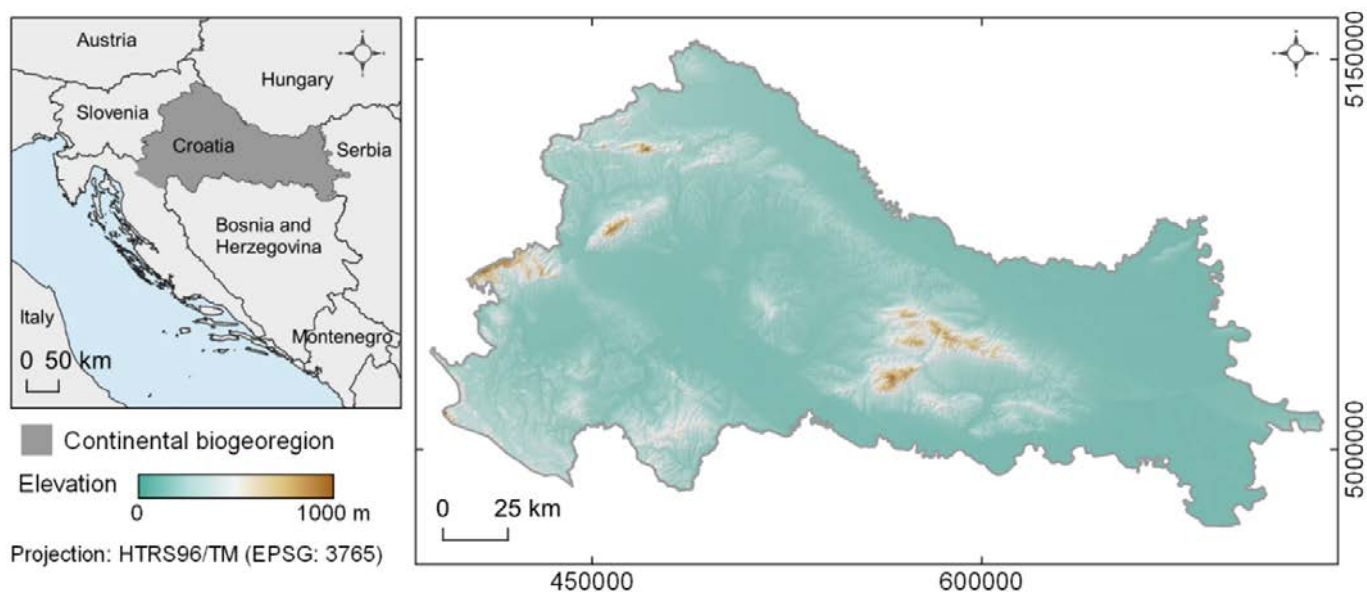 Austria
Hungary
Slovenia
Croatia
Serbia
Bosnia and
Herzegovina
Italy
Montenegro
0 50 km
Continental biogeoregion
Elevation
0 1000 m
Projection: HTRS96/TM (EPSG: 3765)
0 25 km
450000 600000
5150000
5000000